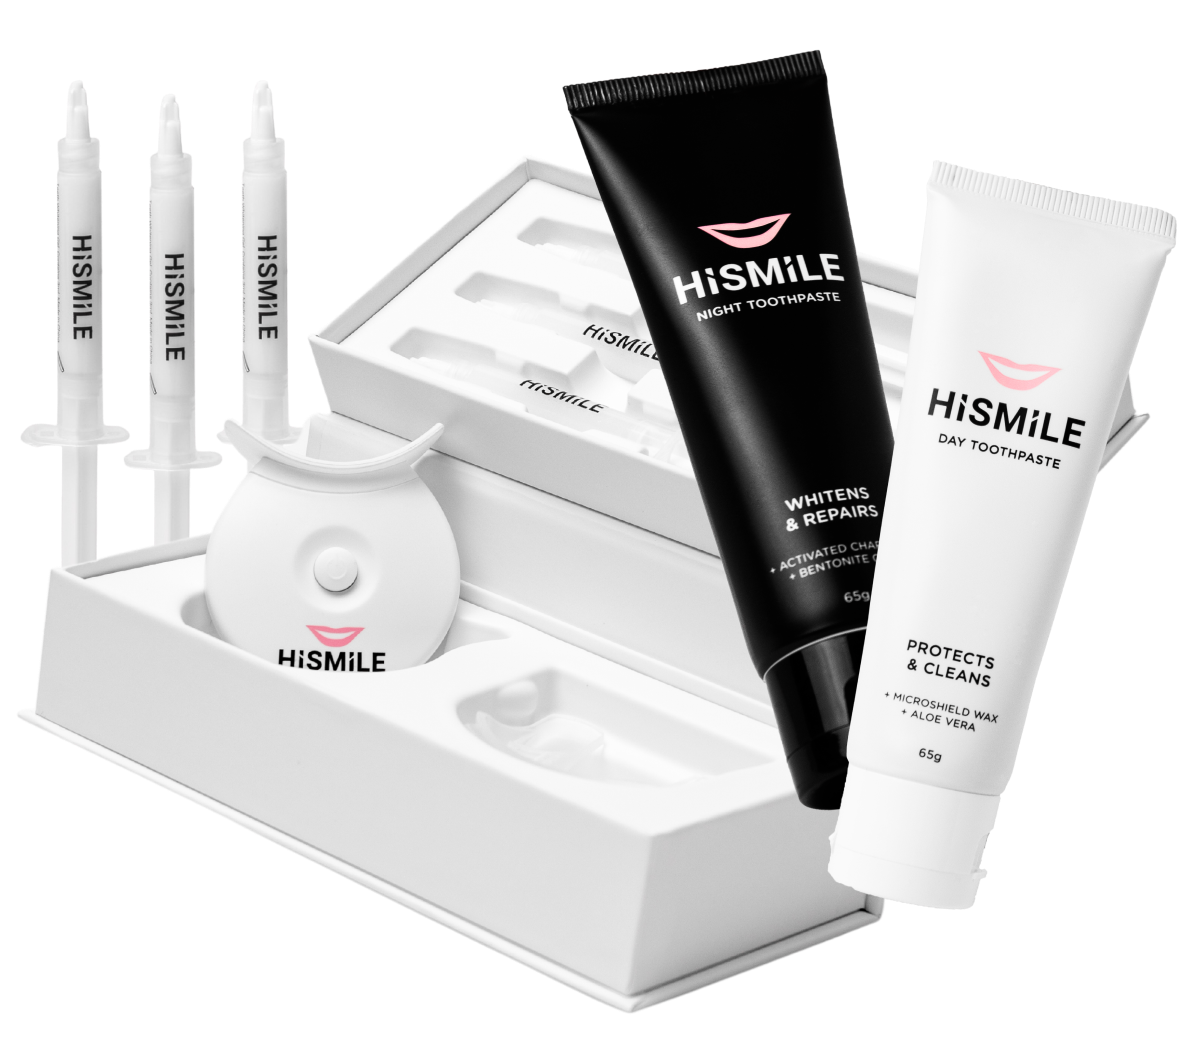 HiSMiLE
HiSMiLE
HiSMiLE
HiSMiLE
HiSMiLE
HiSMiLE
HiSMiLE
NIGHT TOOTHPASTE
WHITENS
& REPAIRS
+ ACTIVATED
+ BENTONITE
65g
HiSMiLE
DAY TOOTHPASTE
PROTECTS
& CLEANS
+ MICROSHIELD WAX
+ ALOE VERA
65g